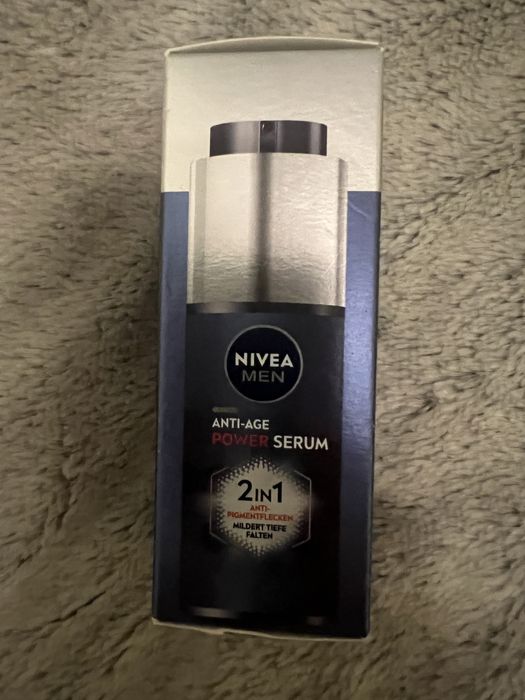 NIVEA
MEN
ANTI-AGE
POWER SERUM
2IN1
ANTI-
PIGMENTFLECKEN
MILDERT TIEFE
FALTEN